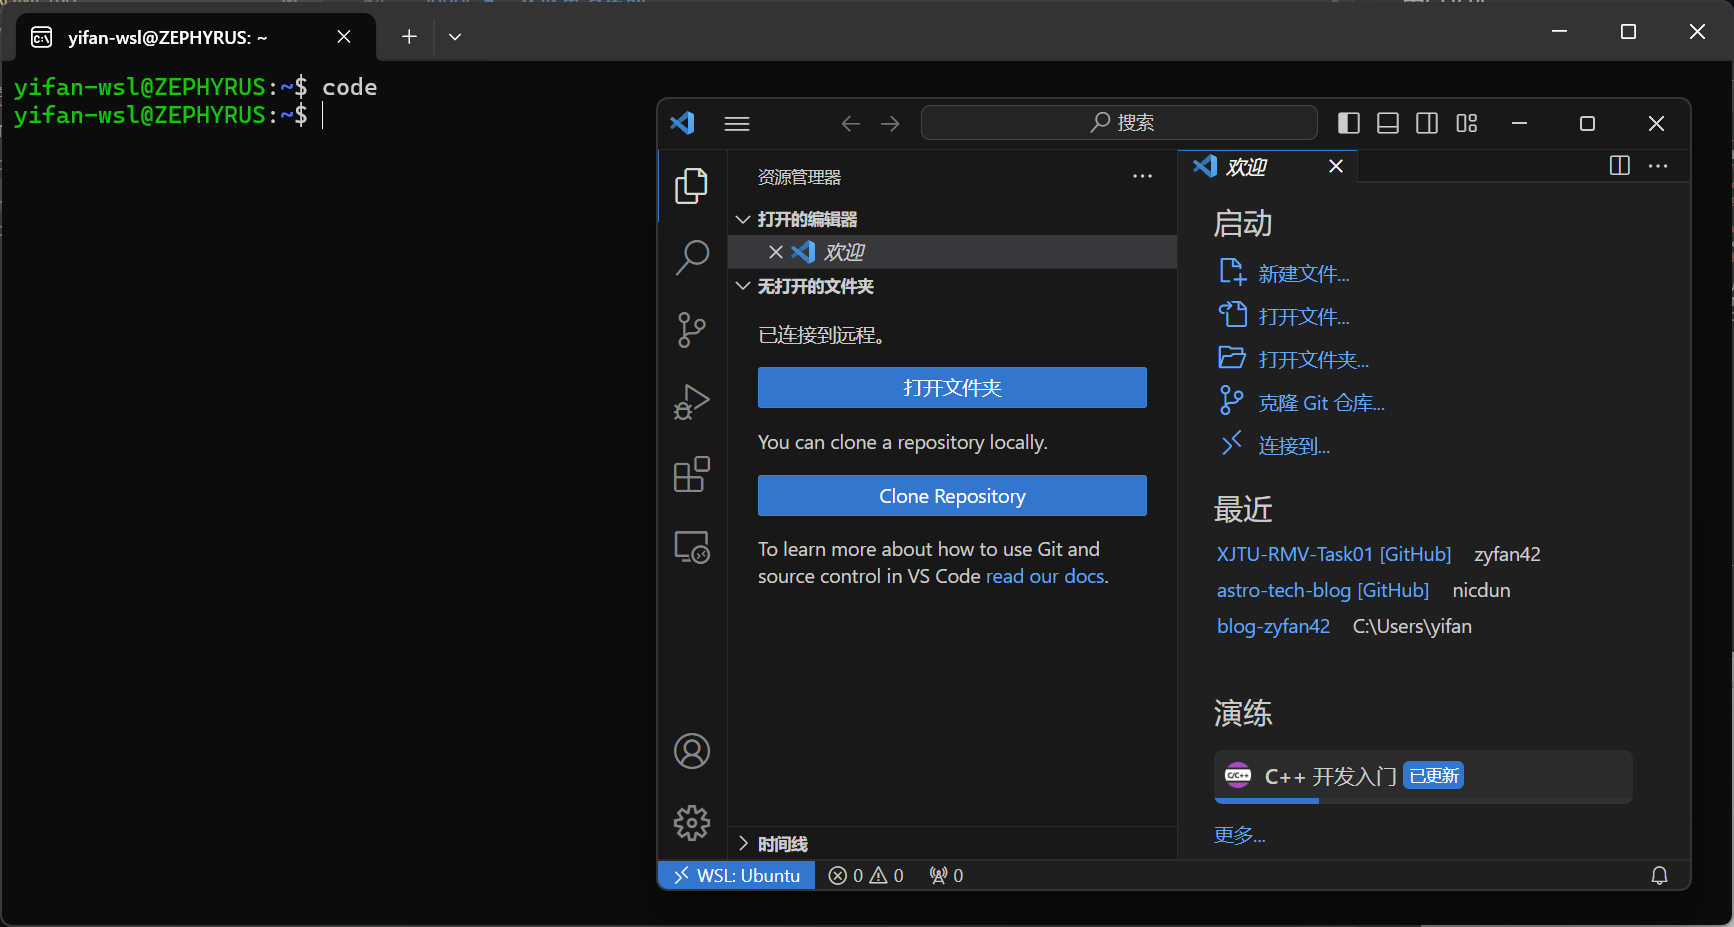 yifan-wsl@ZEPHYRUS: ~
yifan-wsl@ZEPHYRUS:~$ code
yifan-wsl@ZEPHYRUS:~$
搜索
资源管理器
打开的编辑器
欢迎
无打开的文件夹
已连接到远程。
打开文件夹
You can clone a repository locally.
Clone Repository
To learn more about how to use Git and
source control in VS Code read our docs.
时间线
欢迎
启动
新建文件...
打开文件...
打开文件夹...
克隆 Git 仓库...
连接到...
最近
XJTU-RMV-Task01 [GitHub] zyfan42
astro-tech-blog [GitHub] nicdun
blog-zyfan42 C:\Users\yifan
演练
C/C++ C++ 开发入门 已更新
更多...
WSL: Ubuntu 0 0 0